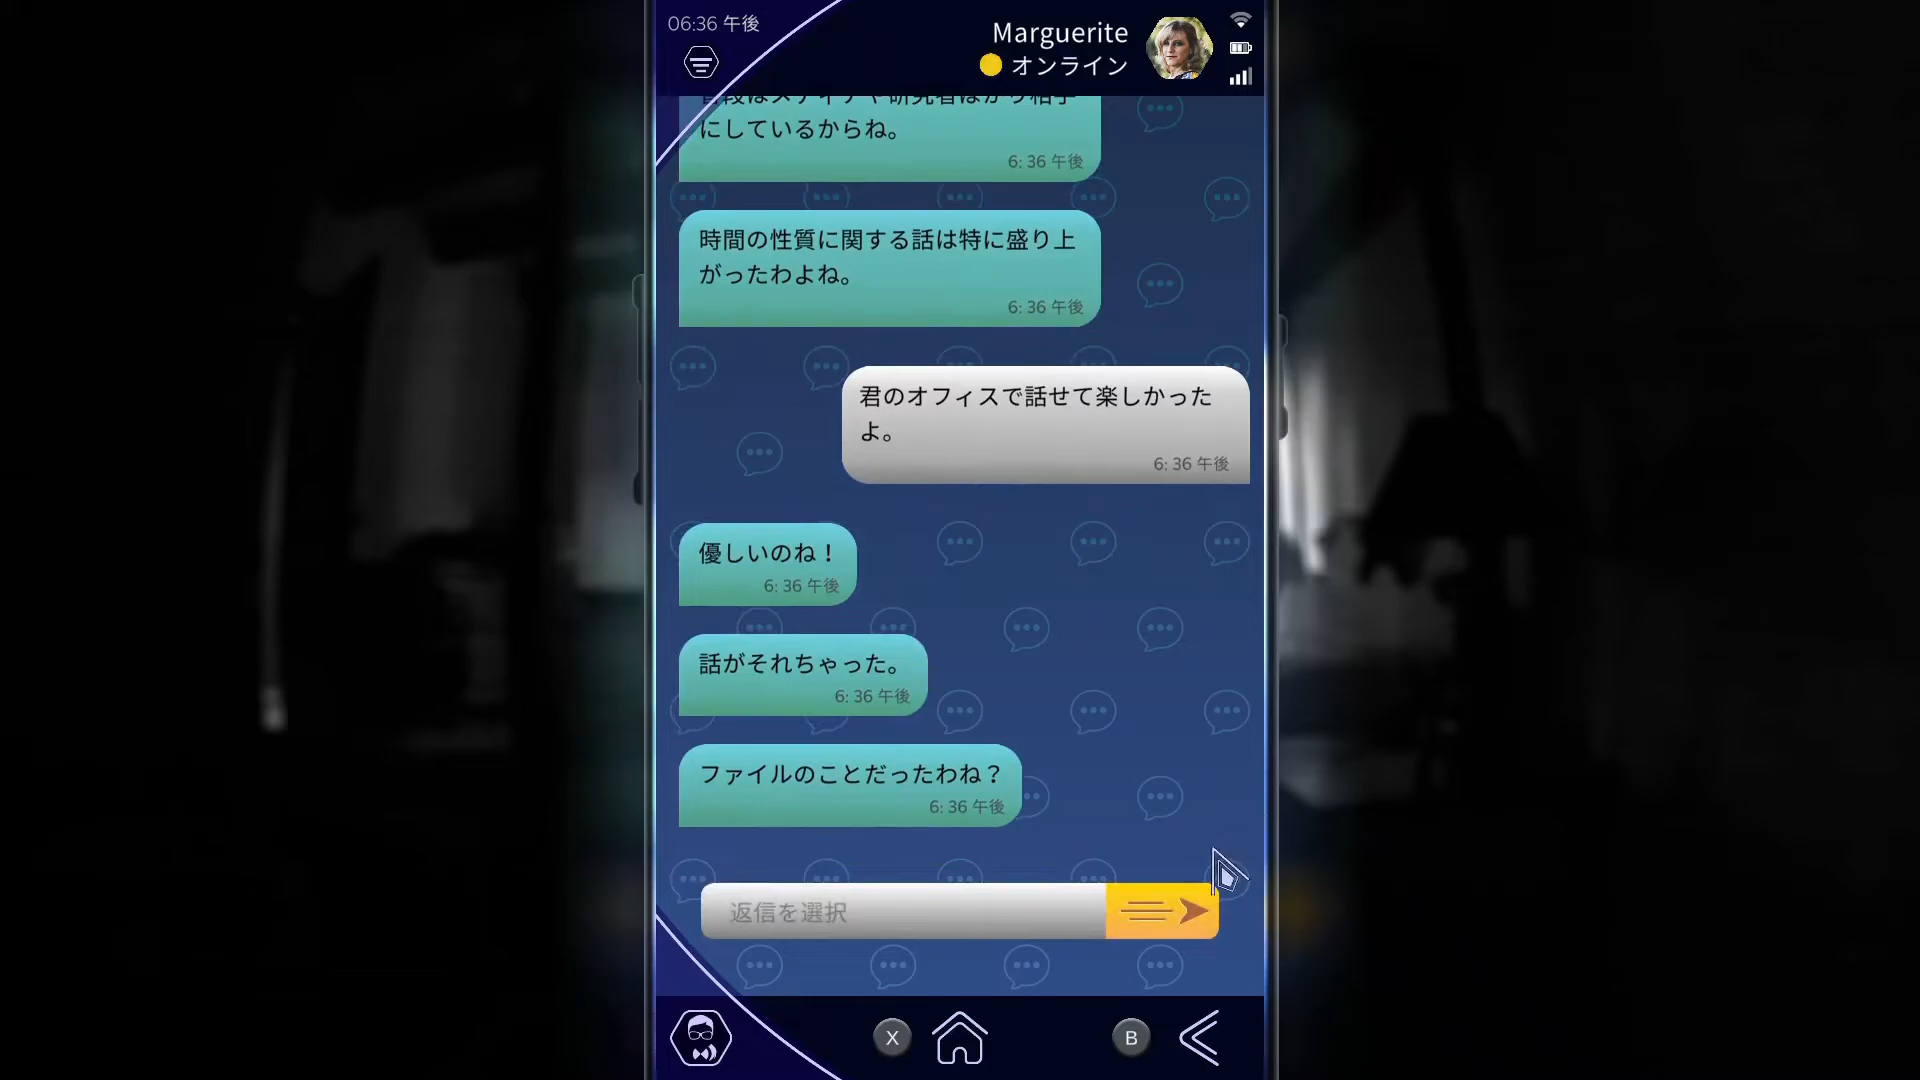 06:36 午後
Marguerite
オンライン
にしているからね。
6: 36 午後
時間の性質に関する話は特に盛り上
がったわよね。
6: 36 午後
君のオフィスで話せて楽しかった
よ。
6: 36 午後
優しいのね！
6: 36 午後
話がそれちゃった。
6: 36 午後
ファイルのことだったわね？
6: 36 午後
返信を選択
X
B